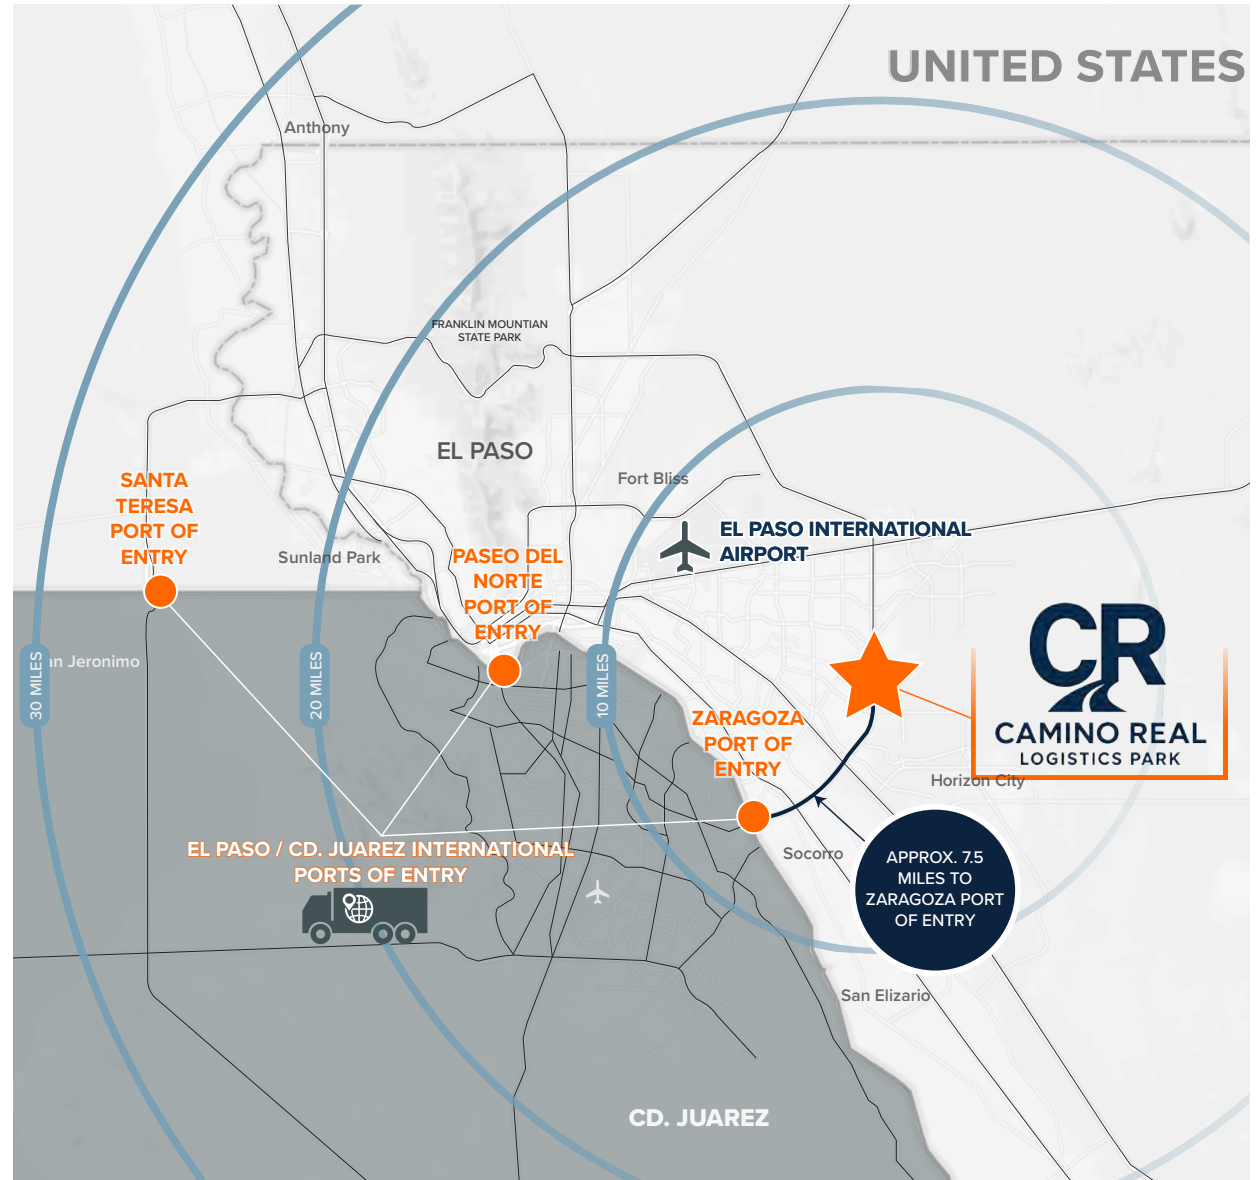 UNITED STATES
Anthony
FRANKLIN MOUNTIAN
STATE PARK
EL PASO
Fort Bliss
SANTA
TERESA
PORT OF
ENTRY
EL PASO INTERNATIONAL
AIRPORT
Sunland Park
PASEO DEL
NORTE
PORT OF
ENTRY
an Jeronimo
30 MILES
20 MILES
10 MILES
CR
CAMINO REAL
LOGISTICS PARK
ZARAGOZA
PORT OF
ENTRY
Horizon City
EL PASO / CD. JUAREZ INTERNATIONAL
PORTS OF ENTRY
Socorro
APPROX. 7.5
MILES TO
ZARAGOZA PORT
OF ENTRY
San Elizario
CD. JUAREZ